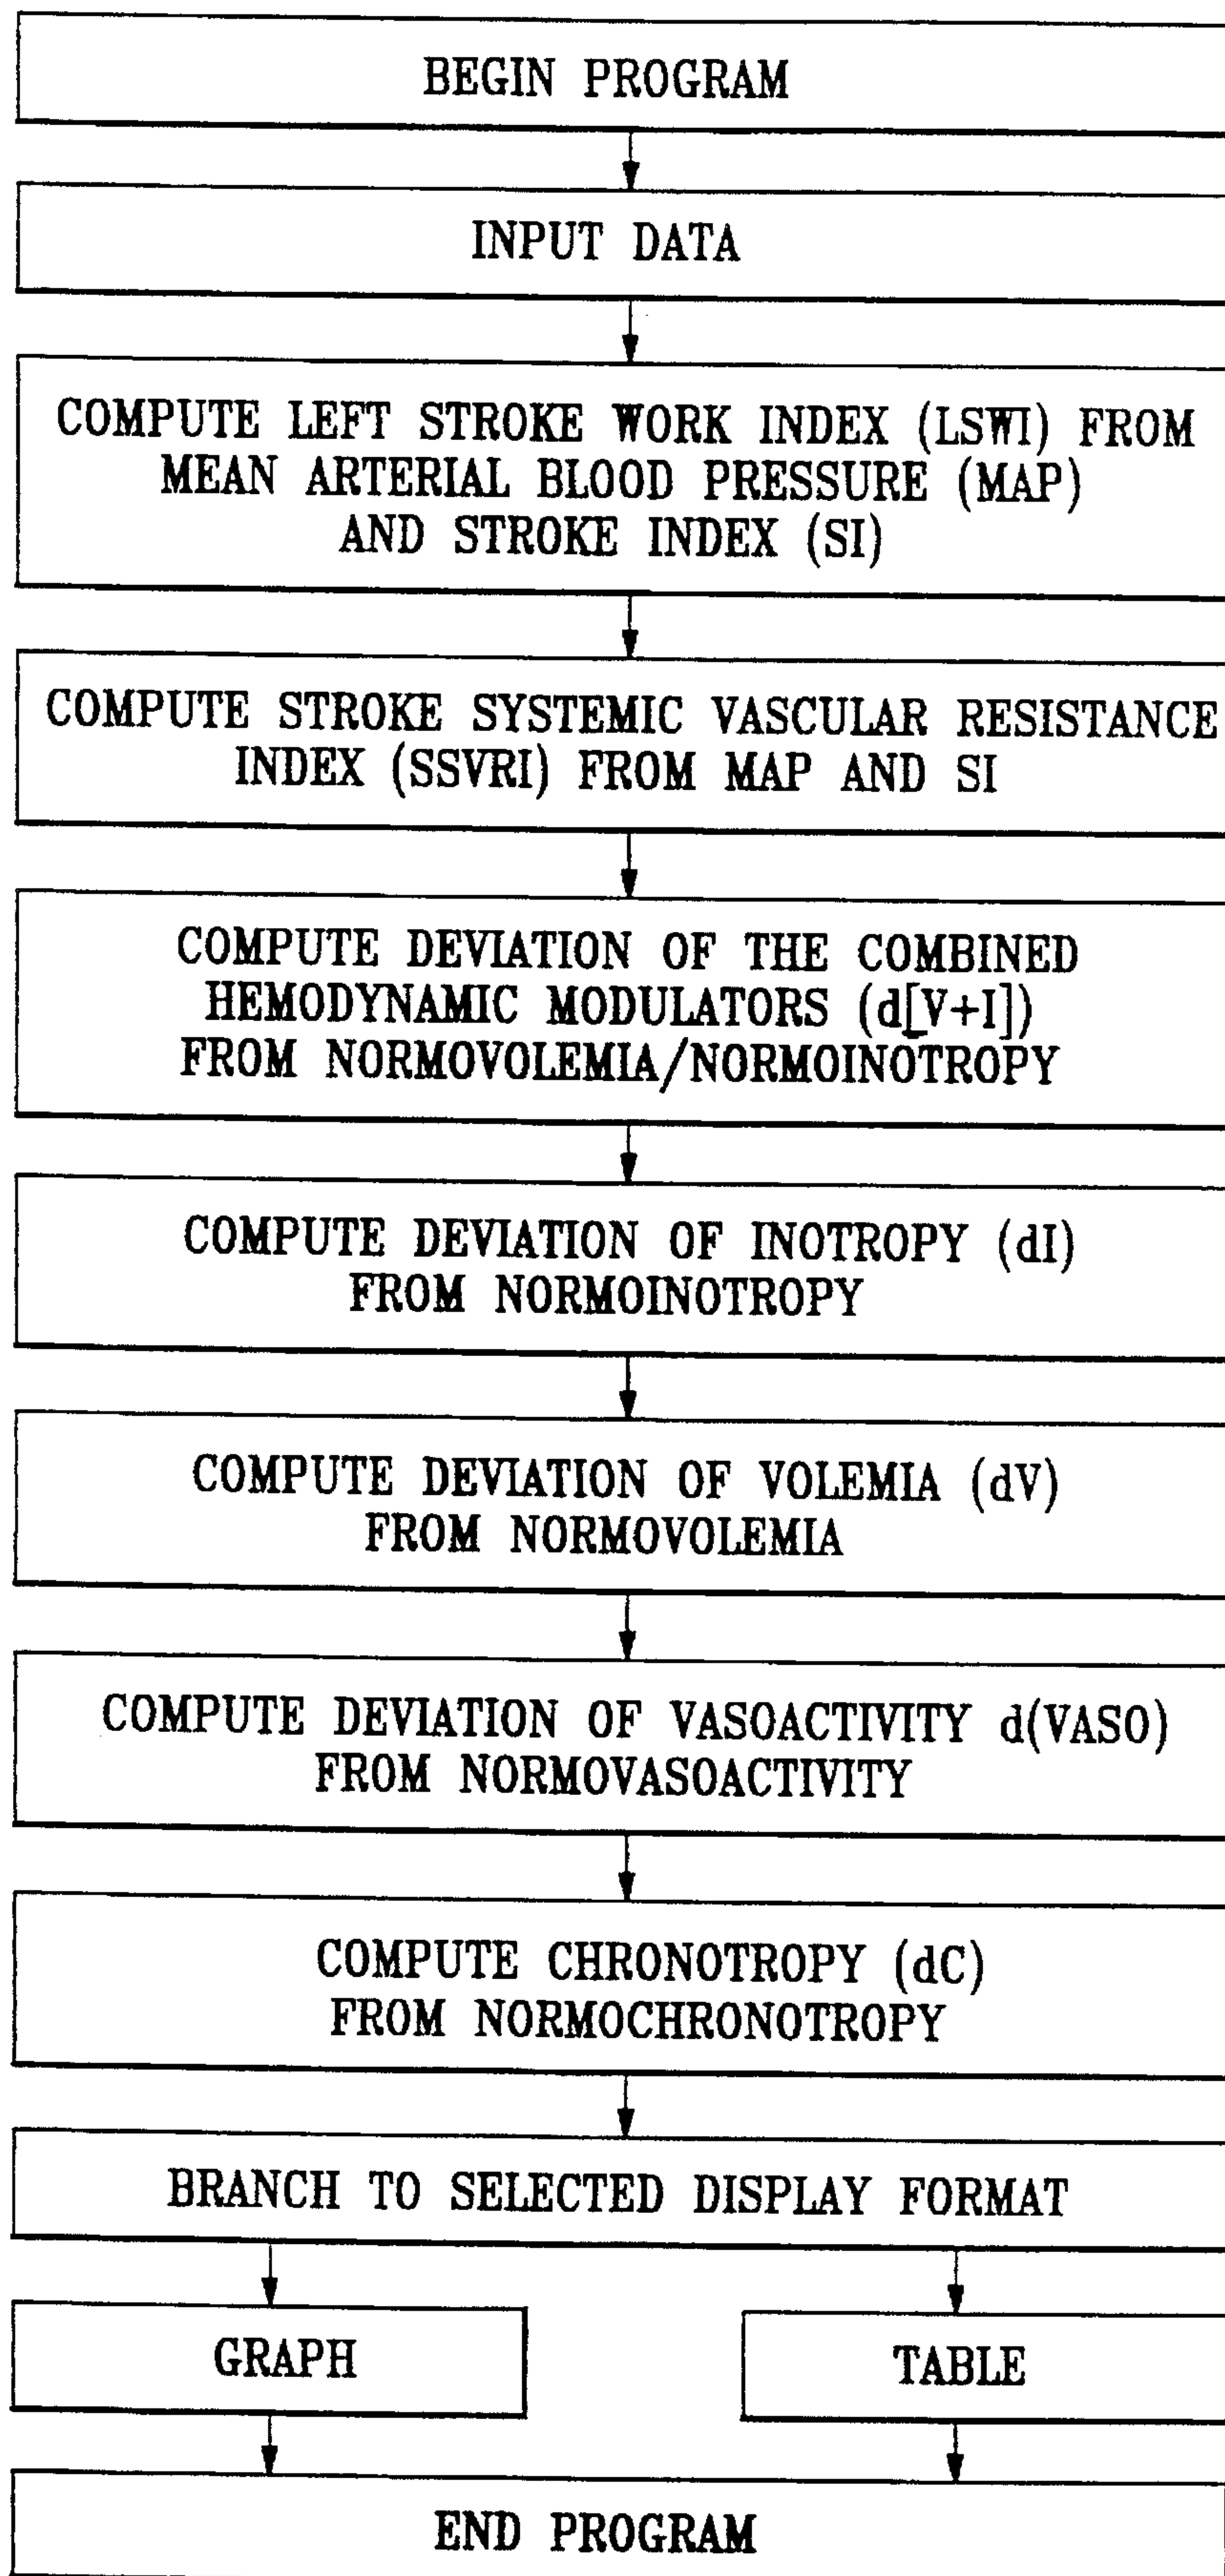 BEGIN PROGRAM
INPUT DATA
COMPUTE LEFT STROKE WORK INDEX (LSWI) FROM
MEAN ARTERIAL BLOOD PRESSURE (MAP)
AND STROKE INDEX (SI)
COMPUTE STROKE SYSTEMIC VASCULAR RESISTANCE
INDEX (SSVRI) FROM MAP AND SI
COMPUTE DEVIATION OF THE COMBINED
HEMODYNAMIC MODULATORS (d[V+I])
FROM NORMOVOLEMIA/NORMOINOTROPY
COMPUTE DEVIATION OF INOTROPY (dI)
FROM NORMOINOTROPY
COMPUTE DEVIATION OF VOLEMIA (dV)
FROM NORMOVOLEMIA
COMPUTE DEVIATION OF VASOACTIVITY d(VASO)
FROM NORMOVASOACTIVITY
COMPUTE CHRONOTROPY (dC)
FROM NORMOCHRONOTROPY
BRANCH TO SELECTED DISPLAY FORMAT
GRAPH
TABLE
END PROGRAM